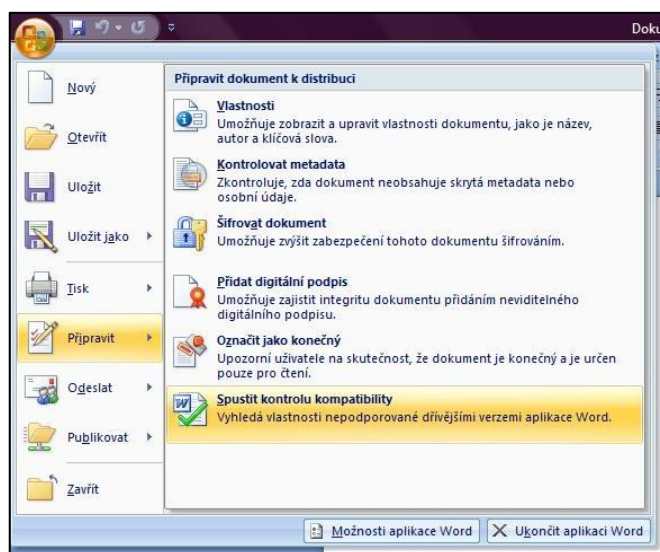 Doku
Nový
Otevřít
Uložit
Uložit jako
Tisk
Připravit
Odeslat
Publikovat
Zavřít
Připravit dokument k distribuci
Vlastnosti
Umožňuje zobrazit a upravit vlastnosti dokumentu, jako je název,
autor a klíčová slova.
Kontrolovat metadata
Zkontroluje, zda dokument neobsahuje skrytá metadata nebo
osobní údaje.
Šifrovat dokument
Umožňuje zvýšit zabezpečení tohoto dokumentu šifrováním.
Přidat digitální podpis
Umožňuje zajistit integritu dokumentu přidáním neviditelného
digitálního podpisu.
Označit jako konečný
Upozorní uživatele na skutečnost, že dokument je konečný a je určen
pouze pro čtení.
Spustit kontrolu kompatibility
Vyhledá vlastnosti nepodporované dřívějšími verzemi aplikace Word.
Možnosti aplikace Word
Ukončit aplikaci Word